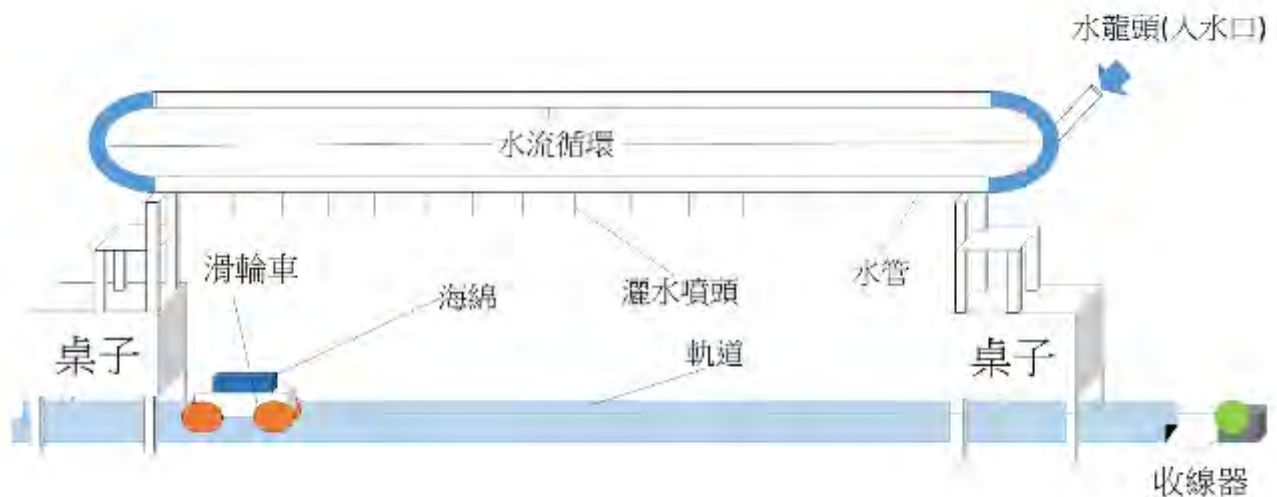 水龍頭(入水口)
水流循環
滑輪車
海綿
灑水噴頭
水管
桌子
軌道
桌子
收線器